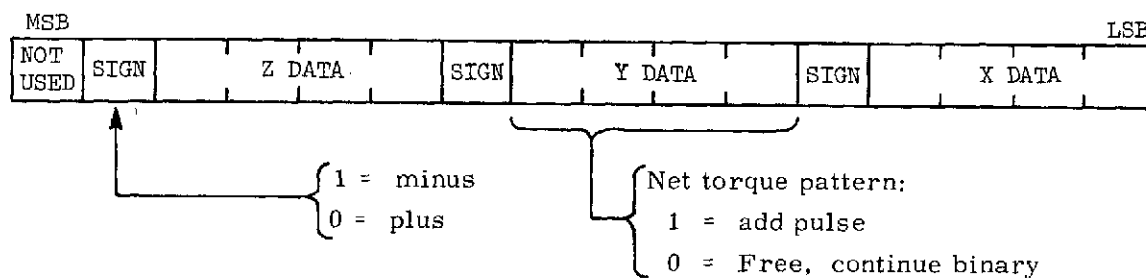 MSB LSB
NOT USED SIGN Z DATA SIGN Y DATA SIGN X DATA
1 = minus
0 = plus
Net torque pattern:
1 = add pulse
0 = Free, continue binary